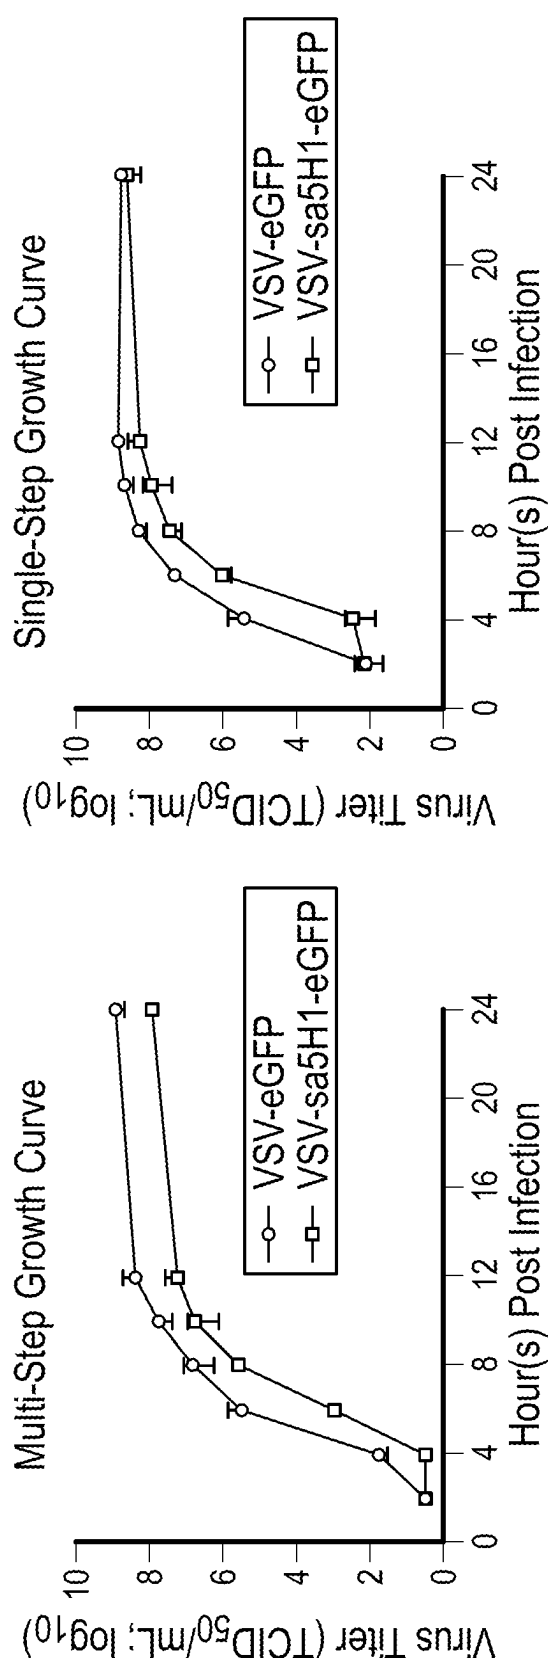 Multi-Step Growth Curve
Virus Titer (TCID50/mL; log10)
10
8
6
4
2
0
0 4 8 12 16 20 24
Hour(s) Post Infection
VSV-eGFP
VSV-sa5H1-eGFP
Single-Step Growth Curve
Virus Titer (TCID50/mL; log10)
10
8
6
4
2
0
0 4 8 12 16 20 24
Hour(s) Post Infection
VSV-eGFP
VSV-sa5H1-eGFP